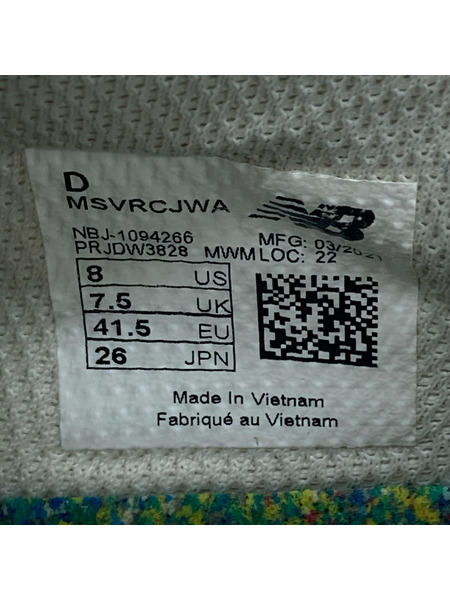 D
MSVRCJWA
NBJ-1094266
PRJDW3828 MWM
MFG: 03/2021
LOC: 22
8 US
7.5 UK
41.5 EU
26 JPN
Made In Vietnam
Fabriqué au Vietnam